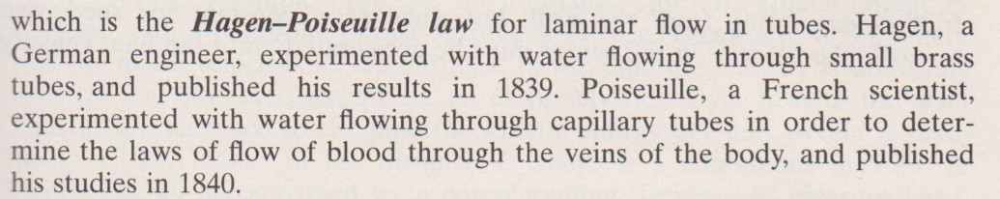 which is the Hagen–Poiseuille law for laminar flow in tubes. Hagen, a
German engineer, experimented with water flowing through small brass
tubes, and published his results in 1839. Poiseuille, a French scientist,
experimented with water flowing through capillary tubes in order to deter-
mine the laws of flow of blood through the veins of the body, and published
his studies in 1840.